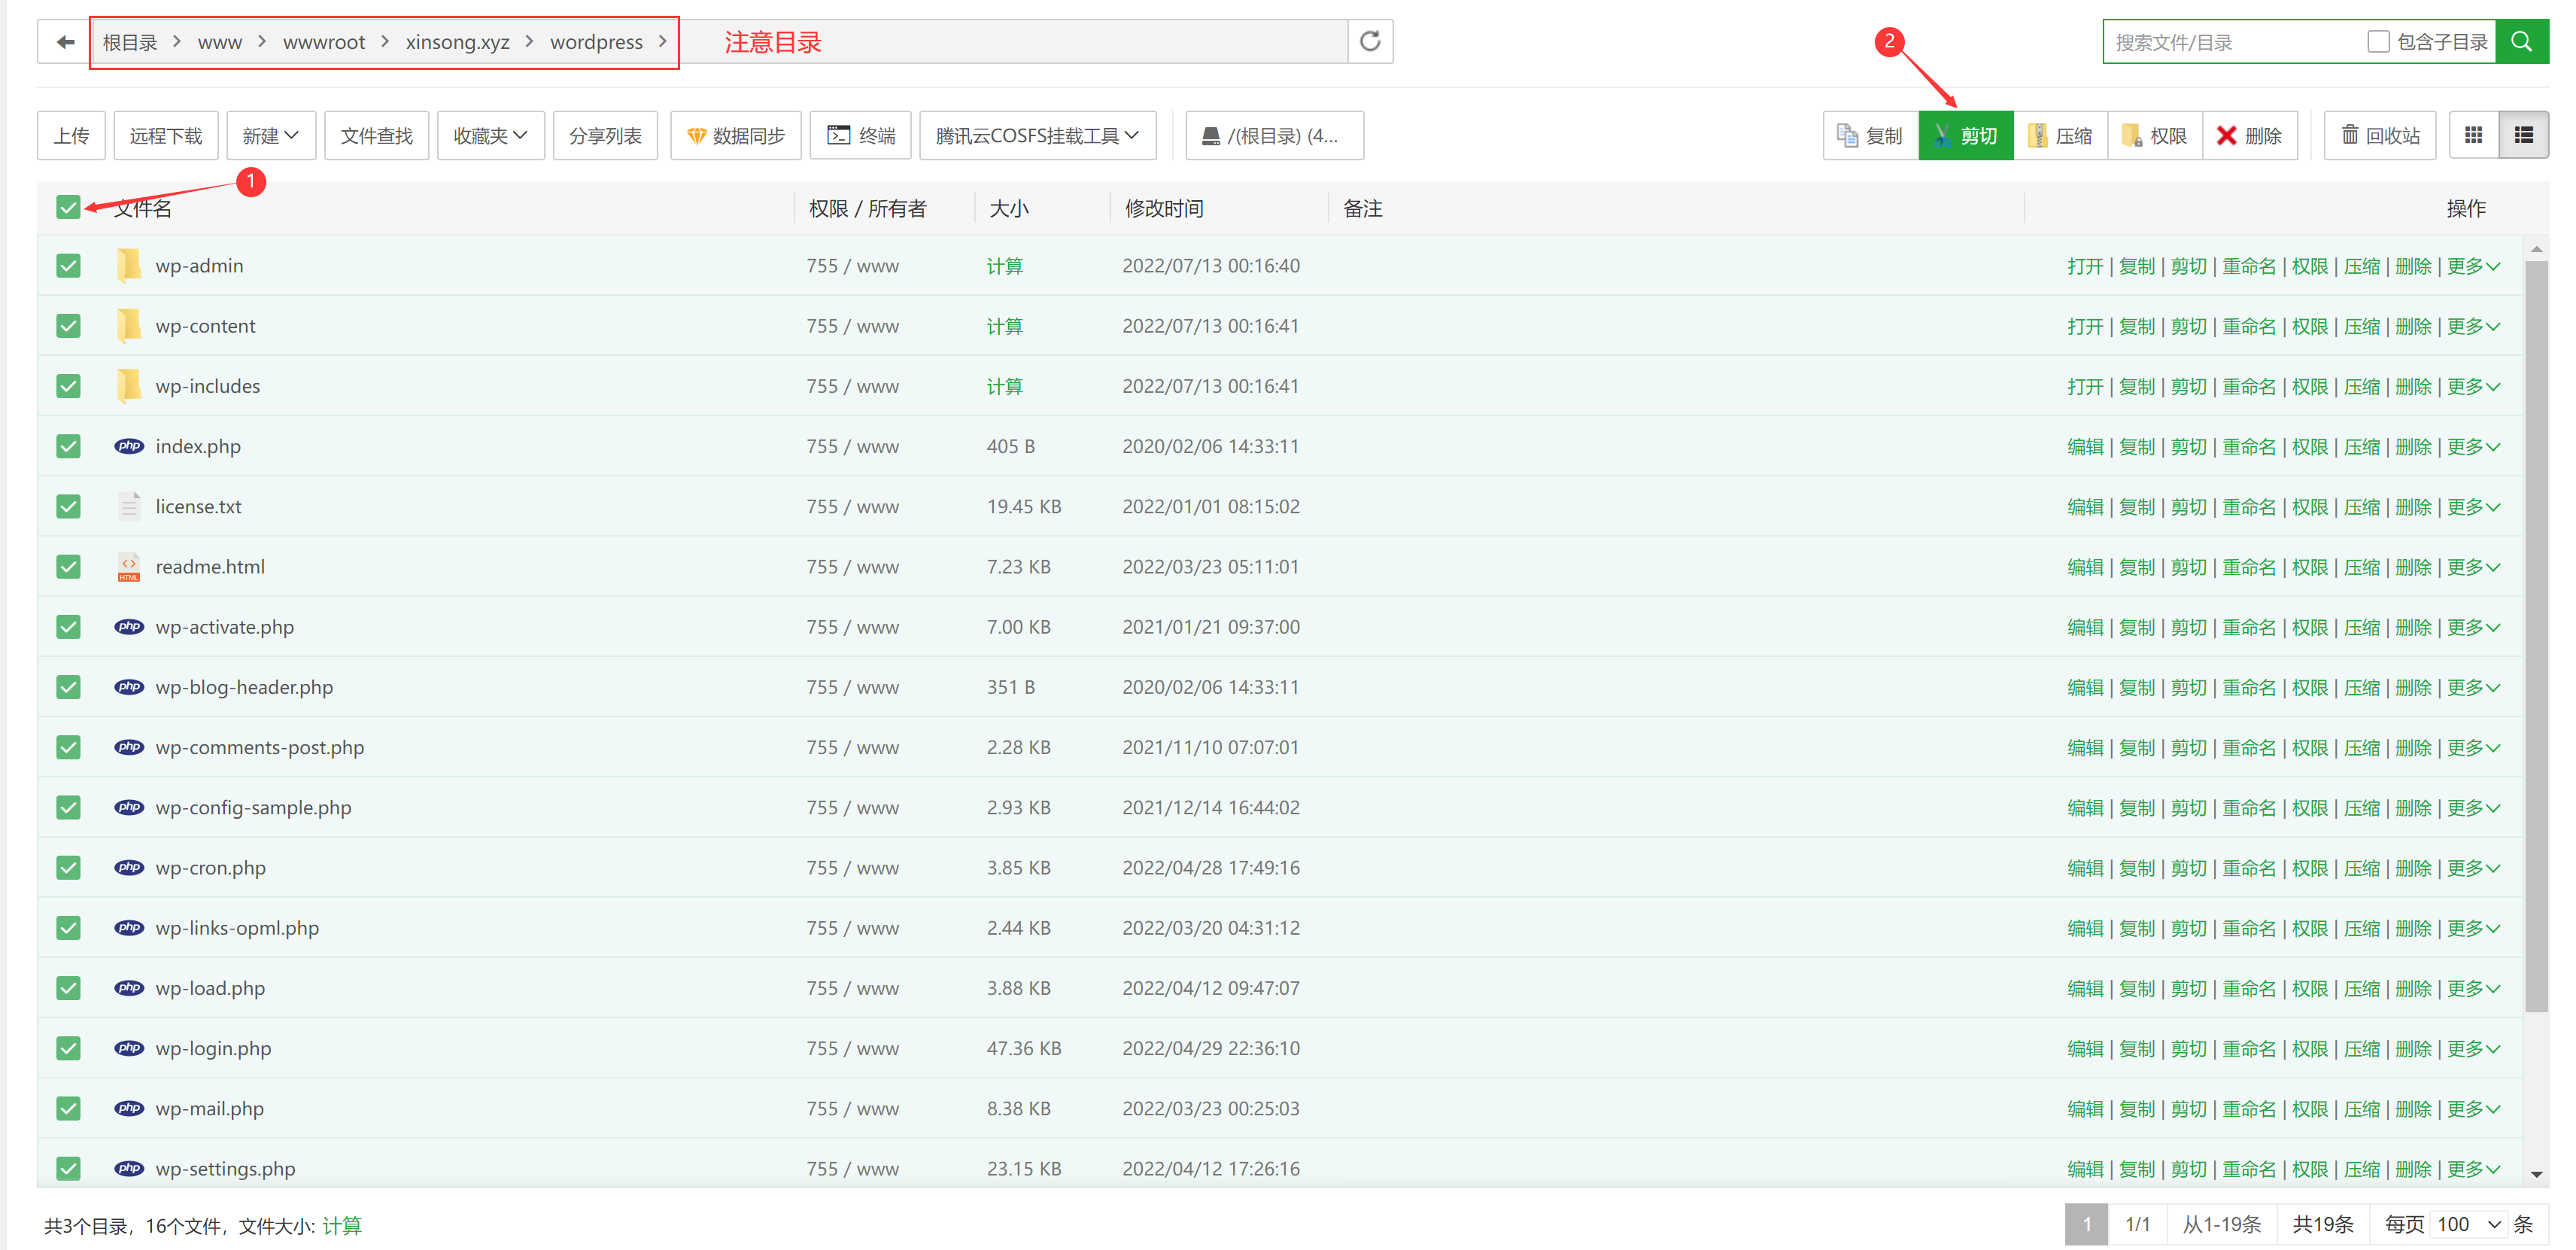 根目录 > www > wwwroot > xinsong.xyz > wordpress > 注意目录 2 搜索文件/目录 包含子目录
上传 远程下载 新建 文件查找 收藏夹 分享列表 数据同步 终端 腾讯云COSFS挂载工具 /(根目录) (4... 复制 剪切 压缩 权限 删除 回收站
1
文件名 权限 / 所有者 大小 修改时间 备注 操作
wp-admin 755 / www 计算 2022/07/13 00:16:40 打开 | 复制 | 剪切 | 重命名 | 权限 | 压缩 | 删除 | 更多
wp-content 755 / www 计算 2022/07/13 00:16:41 打开 | 复制 | 剪切 | 重命名 | 权限 | 压缩 | 删除 | 更多
wp-includes 755 / www 计算 2022/07/13 00:16:41 打开 | 复制 | 剪切 | 重命名 | 权限 | 压缩 | 删除 | 更多
php index.php 755 / www 405 B 2020/02/06 14:33:11 编辑 | 复制 | 剪切 | 重命名 | 权限 | 压缩 | 删除 | 更多
license.txt 755 / www 19.45 KB 2022/01/01 08:15:02 编辑 | 复制 | 剪切 | 重命名 | 权限 | 压缩 | 删除 | 更多
HTML readme.html 755 / www 7.23 KB 2022/03/23 05:11:01 编辑 | 复制 | 剪切 | 重命名 | 权限 | 压缩 | 删除 | 更多
php wp-activate.php 755 / www 7.00 KB 2021/01/21 09:37:00 编辑 | 复制 | 剪切 | 重命名 | 权限 | 压缩 | 删除 | 更多
php wp-blog-header.php 755 / www 351 B 2020/02/06 14:33:11 编辑 | 复制 | 剪切 | 重命名 | 权限 | 压缩 | 删除 | 更多
php wp-comments-post.php 755 / www 2.28 KB 2021/11/10 07:07:01 编辑 | 复制 | 剪切 | 重命名 | 权限 | 压缩 | 删除 | 更多
php wp-config-sample.php 755 / www 2.93 KB 2021/12/14 16:44:02 编辑 | 复制 | 剪切 | 重命名 | 权限 | 压缩 | 删除 | 更多
php wp-cron.php 755 / www 3.85 KB 2022/04/28 17:49:16 编辑 | 复制 | 剪切 | 重命名 | 权限 | 压缩 | 删除 | 更多
php wp-links-opml.php 755 / www 2.44 KB 2022/03/20 04:31:12 编辑 | 复制 | 剪切 | 重命名 | 权限 | 压缩 | 删除 | 更多
php wp-load.php 755 / www 3.88 KB 2022/04/12 09:47:07 编辑 | 复制 | 剪切 | 重命名 | 权限 | 压缩 | 删除 | 更多
php wp-login.php 755 / www 47.36 KB 2022/04/29 22:36:10 编辑 | 复制 | 剪切 | 重命名 | 权限 | 压缩 | 删除 | 更多
php wp-mail.php 755 / www 8.38 KB 2022/03/23 00:25:03 编辑 | 复制 | 剪切 | 重命名 | 权限 | 压缩 | 删除 | 更多
php wp-settings.php 755 / www 23.15 KB 2022/04/12 17:26:16 编辑 | 复制 | 剪切 | 重命名 | 权限 | 压缩 | 删除 | 更多
共3个目录，16个文件，文件大小: 计算 1 1/1 从1-19条 共19条 每页 100 条